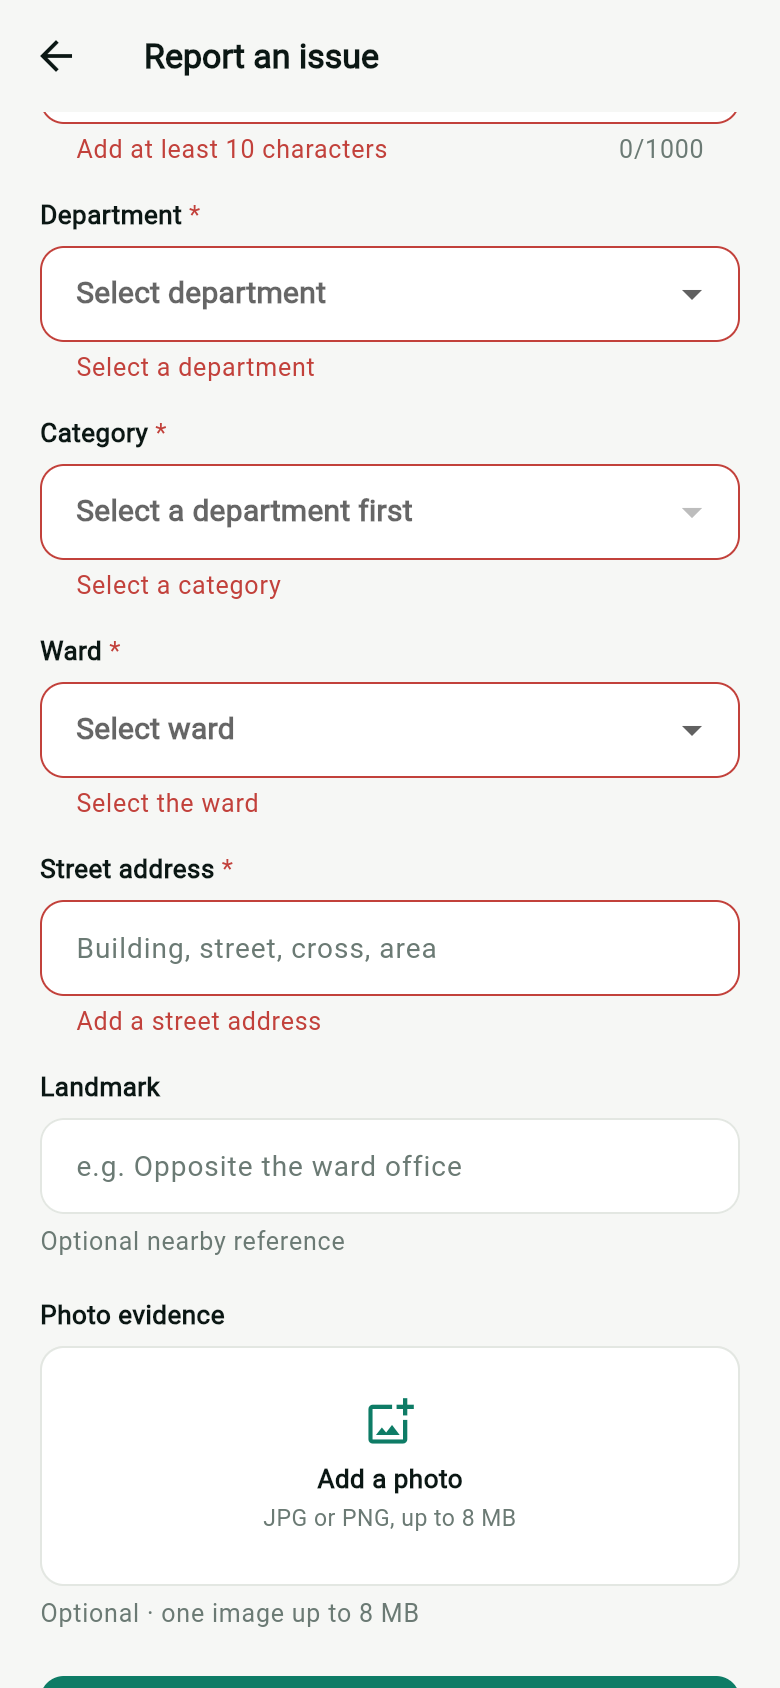 Report an issue
Add at least 10 characters 0/1000
Department *
Select department
Select a department
Category *
Select a department first
Select a category
Ward *
Select ward
Select the ward
Street address *
Building, street, cross, area
Add a street address
Landmark
e.g. Opposite the ward office
Optional nearby reference
Photo evidence
Add a photo
JPG or PNG, up to 8 MB
Optional · one image up to 8 MB